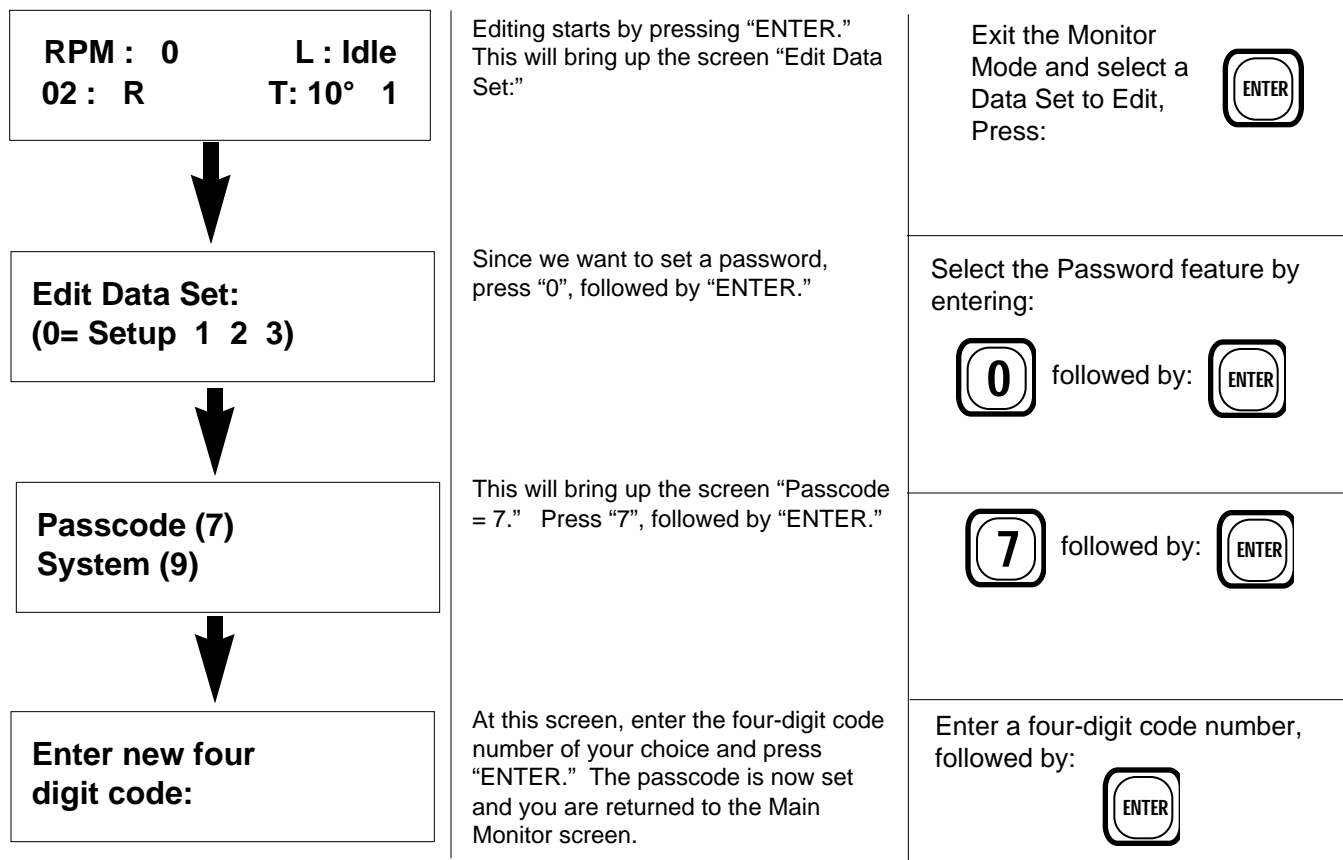 RPM : 0 L : Idle
02 : R T: 10° 1
Editing starts by pressing “ENTER.”
This will bring up the screen “Edit Data
Set:”
Exit the Monitor
Mode and select a
Data Set to Edit,
Press:
ENTER
Edit Data Set:
(0= Setup 1 2 3)
Since we want to set a password,
press “0”, followed by “ENTER.”
Select the Password feature by
entering:
0 followed by: ENTER
Passcode (7)
System (9)
This will bring up the screen “Passcode
= 7.” Press “7”, followed by “ENTER.”
7 followed by: ENTER
Enter new four
digit code:
At this screen, enter the four-digit code
number of your choice and press
“ENTER.” The passcode is now set
and you are returned to the Main
Monitor screen.
Enter a four-digit code number,
followed by:
ENTER